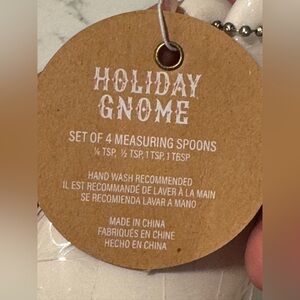 HOLIDAY
GNOME
SET OF 4 MEASURING SPOONS
¼ TSP, ½ TSP, 1 TSP, 1 TBSP
HAND WASH RECOMMENDED
IL EST RECOMMANDÉ DE LAVER À LA MAIN
SE RECOMIENDA LAVAR A MANO
MADE IN CHINA
FABRIQUÉS EN CHINE
HECHO EN CHINA